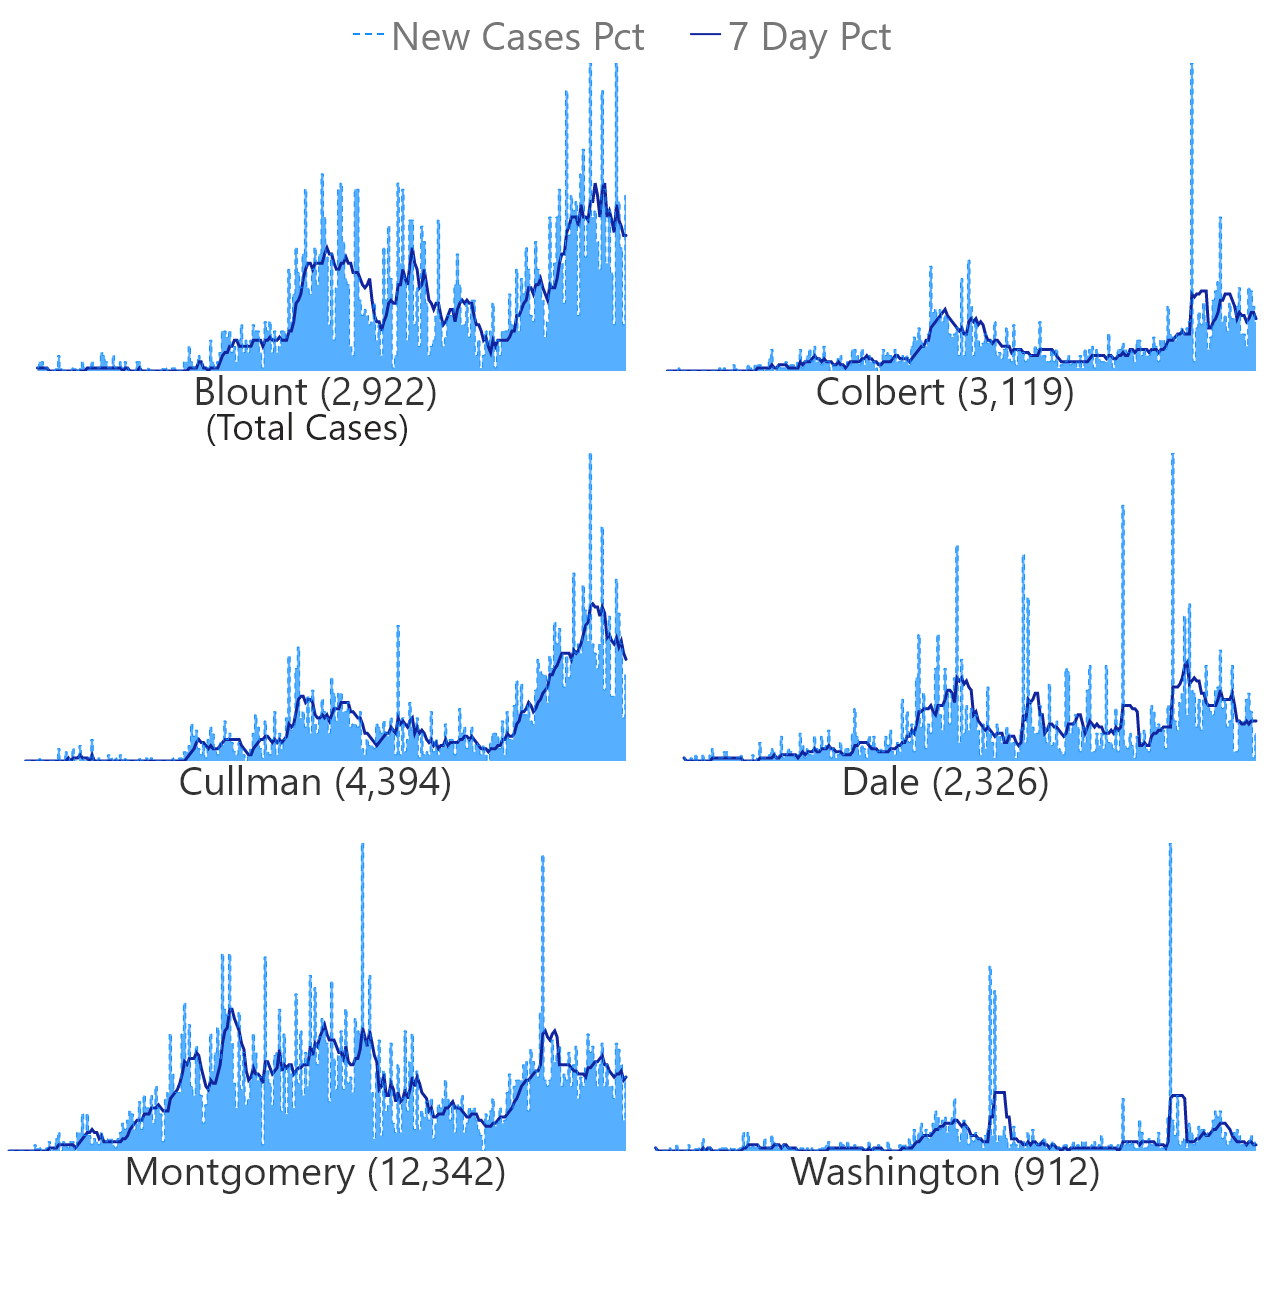 New Cases Pct 7 Day Pct
Blount (2,922)
(Total Cases)
Colbert (3,119)
Cullman (4,394)
Dale (2,326)
Montgomery (12,342)
Washington (912)